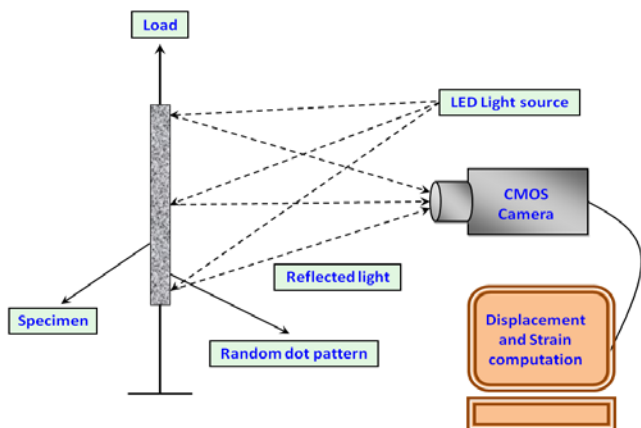 Load
LED Light source
CMOS
Camera
Reflected light
Specimen
Random dot pattern
Displacement
and Strain
computation